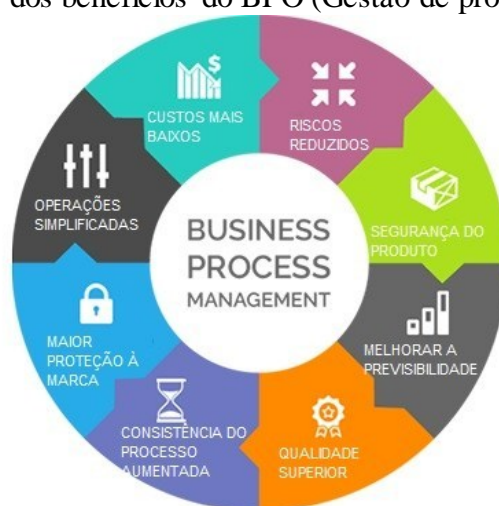 dos benefícios do BPO (Gestão de pro
CUSTOS MAIS
BAIXOS
RISCOS
REDUZIDOS
SEGURANÇA DO
PRODUTO
MELHORAR A
PREVISIBILIDADE
QUALIDADE
SUPERIOR
CONSISTÊNCIA DO
PROCESSO
AUMENTADA
MAIOR
PROTEÇÃO À
MARCA
OPERAÇÕES
SIMPLIFICADAS
BUSINESS
PROCESS
MANAGEMENT